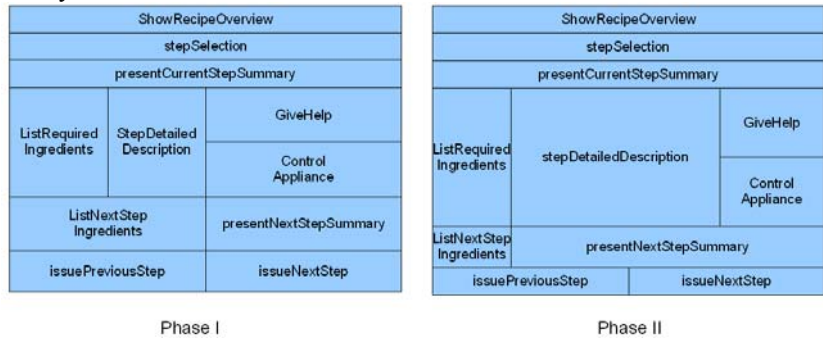 ShowRecipeOverview
stepSelection
presentCurrentStepSummary
ListRequired
Ingredients
StepDetailed
Description
GiveHelp
Control
Appliance
ListNextStep
Ingredients
presentNextStepSummary
issuePreviousStep
issueNextStep
Phase I
ShowRecipeOverview
stepSelection
presentCurrentStepSummary
ListRequired
Ingredients
stepDetailedDescription
GiveHelp
Control
Appliance
ListNextStep
Ingredients
presentNextStepSummary
issuePreviousStep
issueNextStep
Phase II